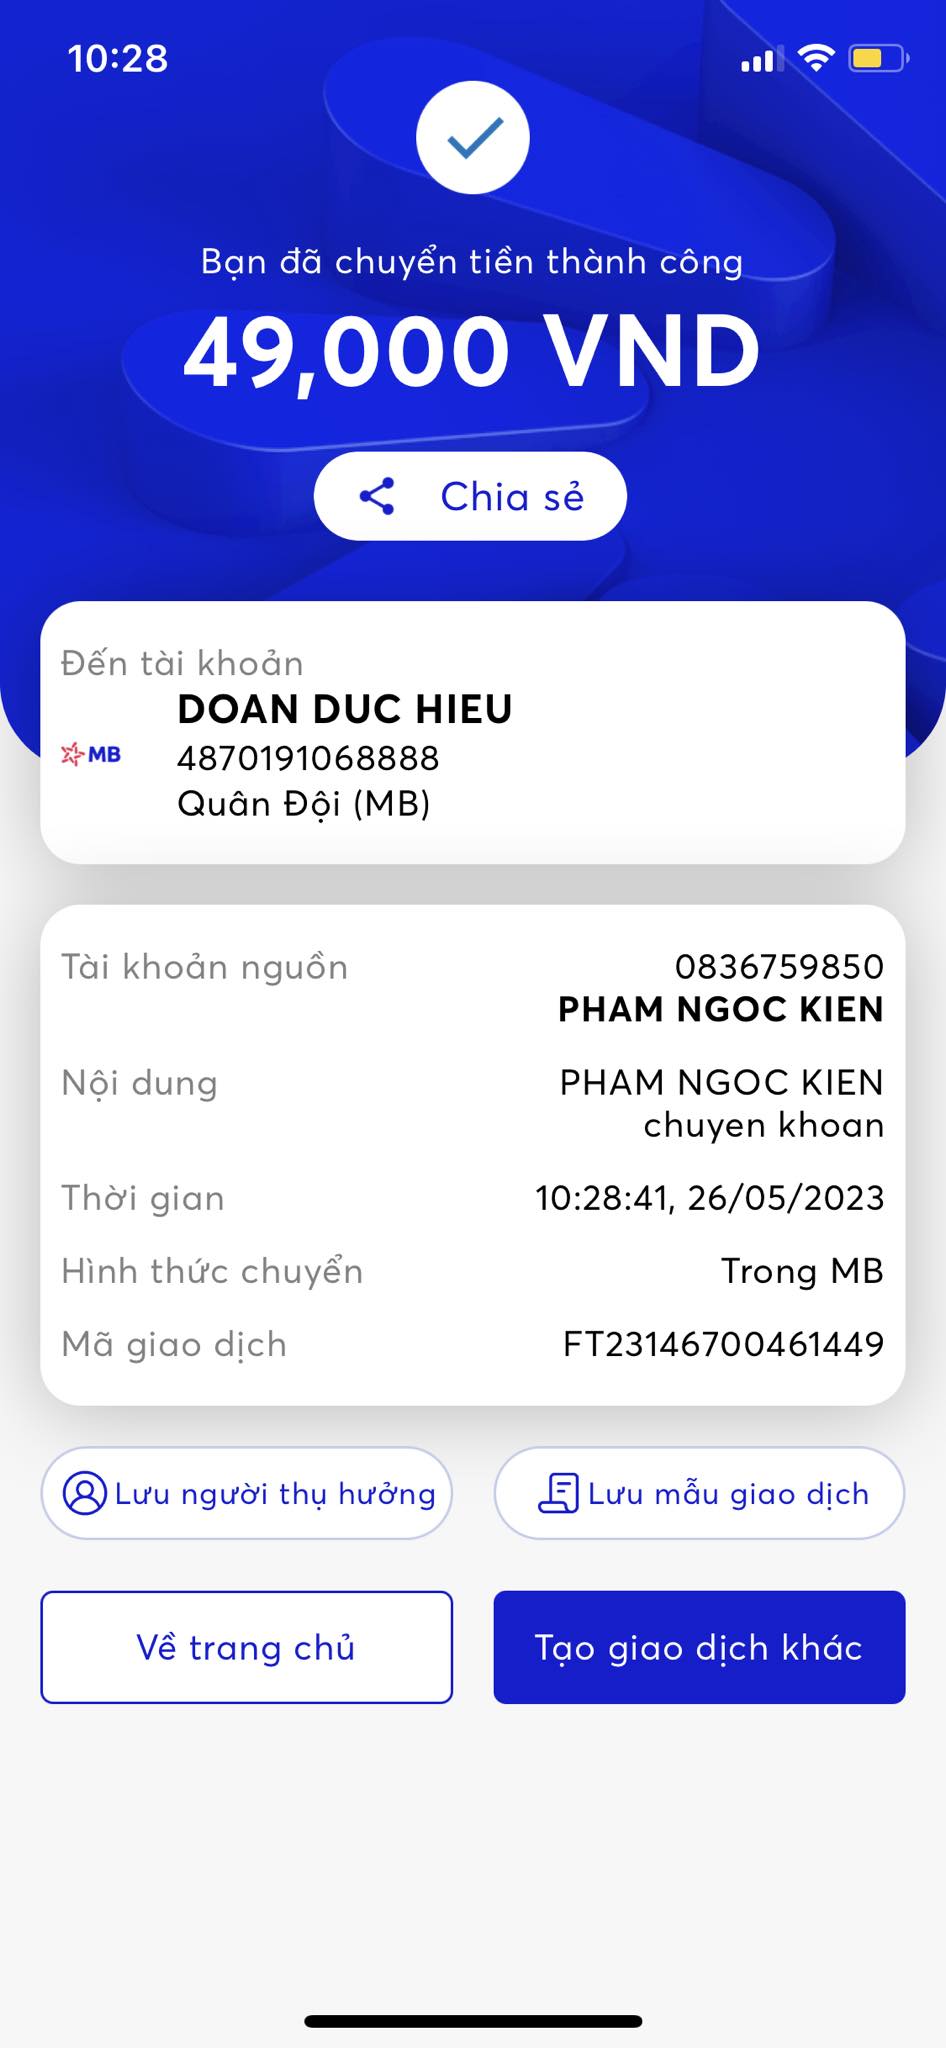 10:28
Bạn đã chuyển tiền thành công
49,000 VND
Chia sẻ
Đến tài khoản
DOAN DUC HIEU
MB
4870191068888
Quân Đội (MB)
Tài khoản nguồn 0836759850
PHAM NGOC KIEN
Nội dung PHAM NGOC KIEN
chuyen khoan
Thời gian 10:28:41, 26/05/2023
Hình thức chuyển Trong MB
Mã giao dịch FT23146700461449
Lưu người thụ hưởng Lưu mẫu giao dịch
Về trang chủ Tạo giao dịch khác